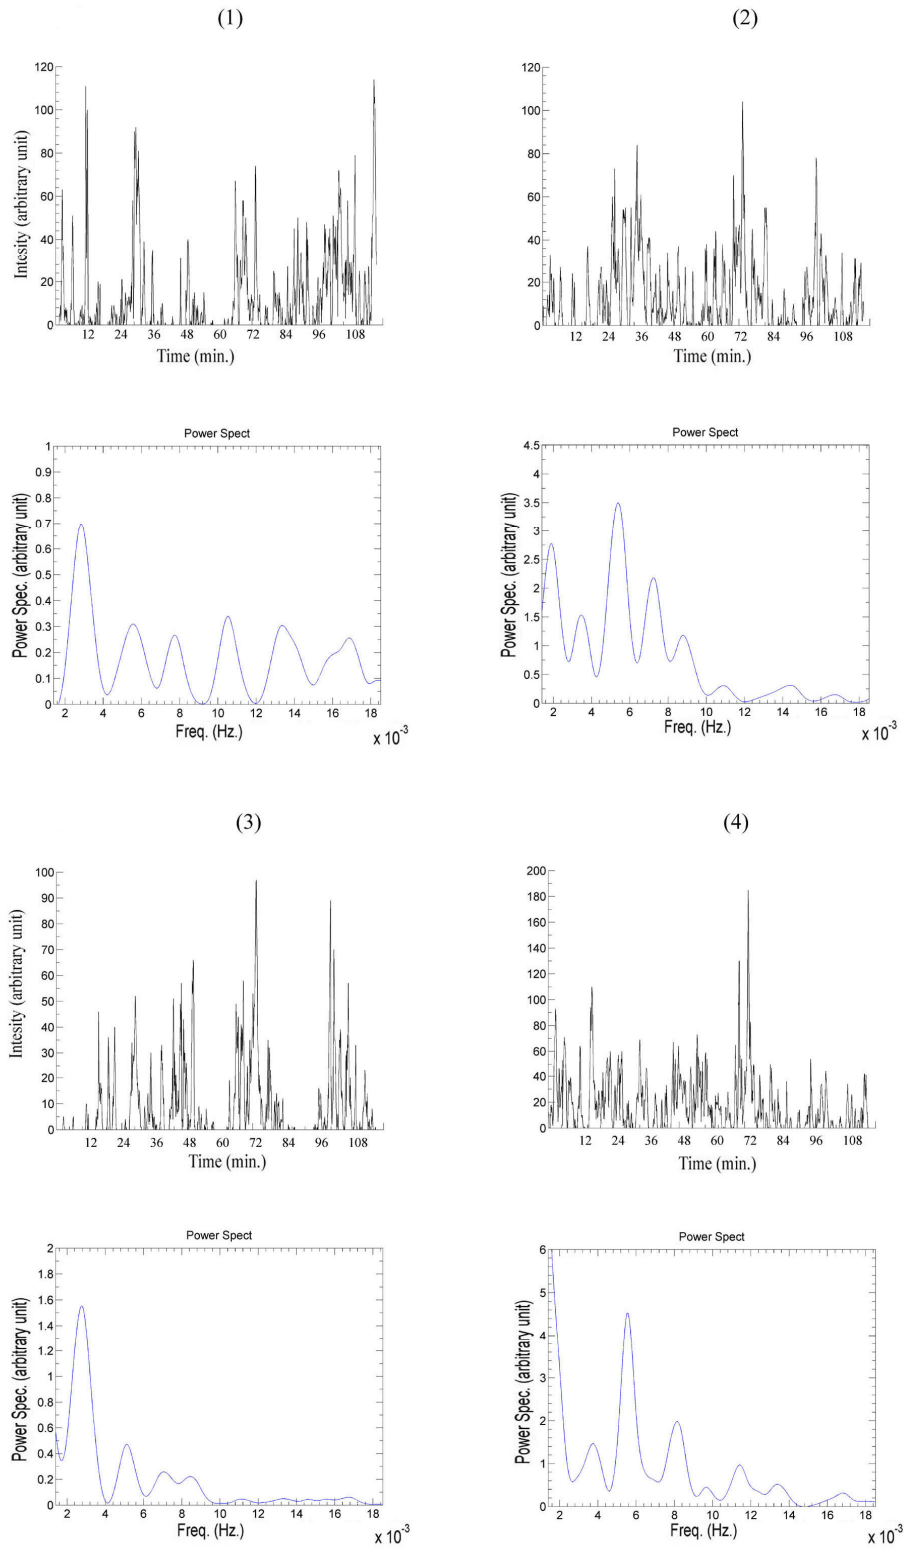 (1)
120
100
80
60
40
20
0
Intesity (arbitrary unit)
12 24 36 48 60 72 84 96 108
Time (min.)
(2)
120
100
80
60
40
20
0
12 24 36 48 60 72 84 96 108
Time (min.)
Power Spect
1
0.9
0.8
0.7
0.6
0.5
0.4
0.3
0.2
0.1
0
Power Spec. (arbitrary unit)
2 4 6 8 10 12 14 16 18
Freq. (Hz.)
x 10-3
Power Spect
4.5
4
3.5
3
2.5
2
1.5
1
0.5
0
Power Spec. (arbitrary unit)
2 4 6 8 10 12 14 16 18
Freq. (Hz.)
x 10-3
(3)
100
90
80
70
60
50
40
30
20
10
0
Intesity (arbitrary unit)
12 24 36 48 60 72 84 96 108
Time (min.)
(4)
200
180
160
140
120
100
80
60
40
20
0
12 24 36 48 60 72 84 96 108
Time (min.)
Power Spect
2
1.8
1.6
1.4
1.2
1
0.8
0.6
0.4
0.2
0
Power Spec. (arbitrary unit)
2 4 6 8 10 12 14 16 18
Freq. (Hz.)
x 10-3
Power Spect
6
5
4
3
2
1
0
Power Spec. (arbitrary unit)
2 4 6 8 10 12 14 16 18
Freq. (Hz.)
x 10-3